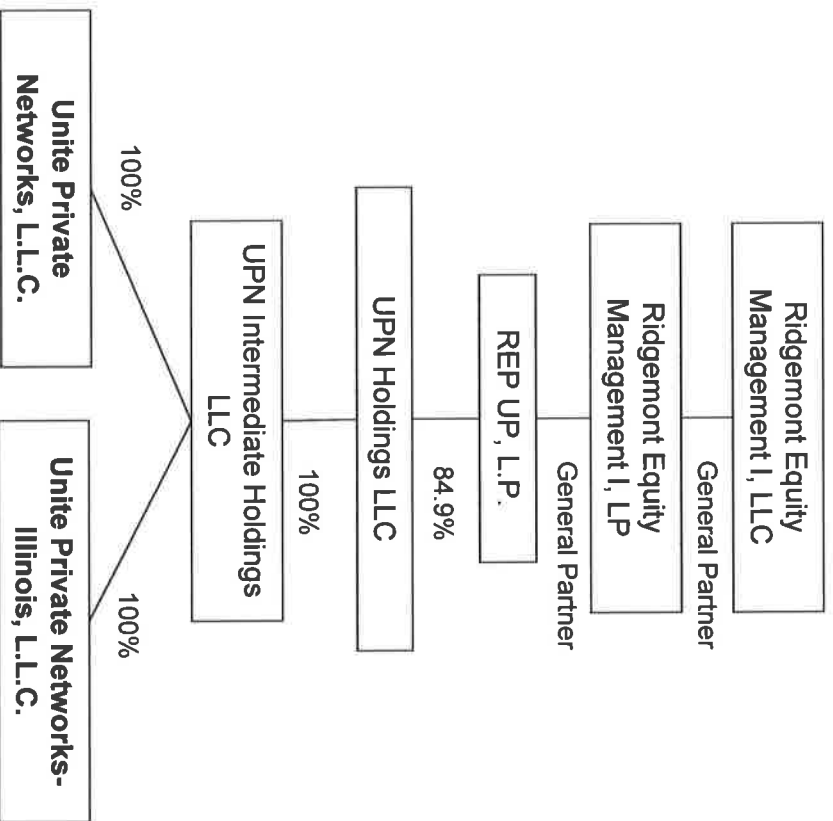 Ridgemont Equity
Management I, LLC
General Partner
Ridgemont Equity
Management I, LP
General Partner
REP UP, L.P.
84.9%
UPN Holdings LLC
100%
UPN Intermediate Holdings
LLC
100%
100%
Unite Private
Networks, L.L.C.
Unite Private Networks-
Illinois, L.L.C.